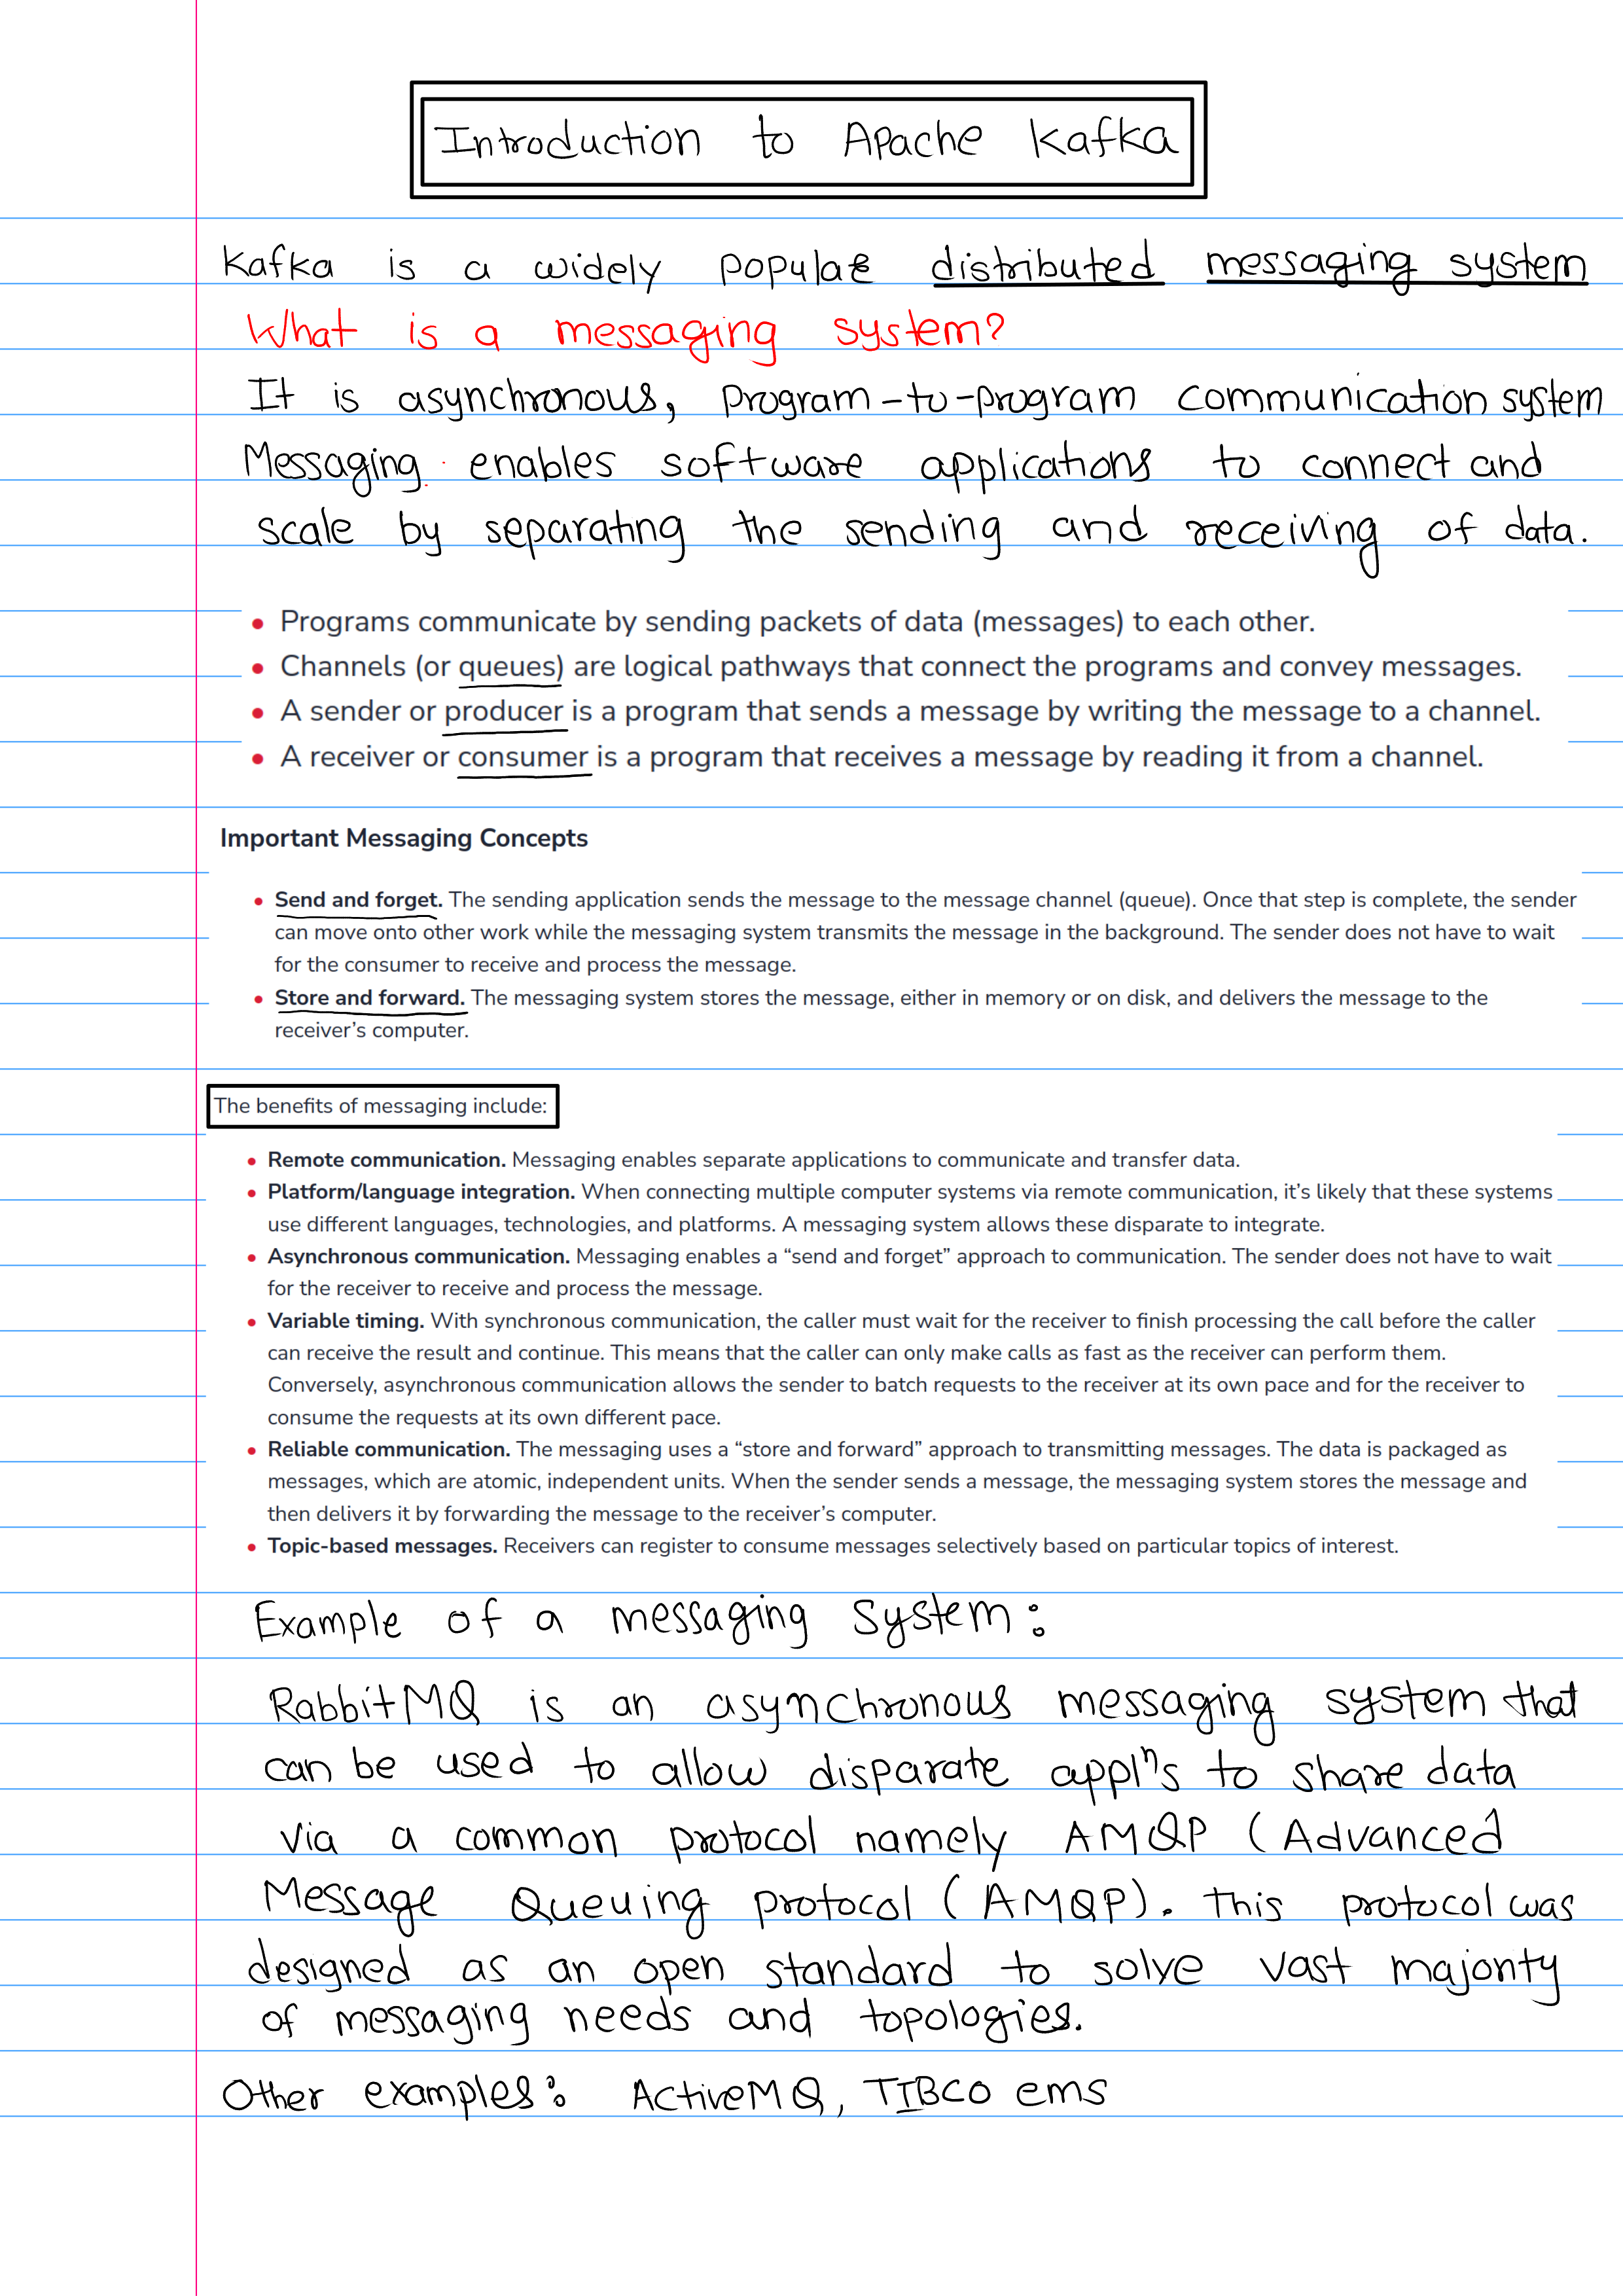 Introduction to Apache Kafka
Kafka is a widely popular distributed messaging system
What is a messaging system?
It is asynchronous, program-to-program communication system
Messaging enables software applications to connect and
scale by separating the sending and receiving of data.
• Programs communicate by sending packets of data (messages) to each other.
• Channels (or queues) are logical pathways that connect the programs and convey messages.
• A sender or producer is a program that sends a message by writing the message to a channel.
• A receiver or consumer is a program that receives a message by reading it from a channel.
Important Messaging Concepts
• Send and forget. The sending application sends the message to the message channel (queue). Once that step is complete, the sender
can move onto other work while the messaging system transmits the message in the background. The sender does not have to wait
for the consumer to receive and process the message.
• Store and forward. The messaging system stores the message, either in memory or on disk, and delivers the message to the
receiver's computer.
The benefits of messaging include:
• Remote communication. Messaging enables separate applications to communicate and transfer data.
• Platform/language integration. When connecting multiple computer systems via remote communication, it's likely that these systems
use different languages, technologies, and platforms. A messaging system allows these disparate to integrate.
• Asynchronous communication. Messaging enables a “send and forget” approach to communication. The sender does not have to wait
for the receiver to receive and process the message.
• Variable timing. With synchronous communication, the caller must wait for the receiver to finish processing the call before the caller
can receive the result and continue. This means that the caller can only make calls as fast as the receiver can perform them.
Conversely, asynchronous communication allows the sender to batch requests to the receiver at its own pace and for the receiver to
consume the requests at its own different pace.
• Reliable communication. The messaging uses a “store and forward” approach to transmitting messages. The data is packaged as
messages, which are atomic, independent units. When the sender sends a message, the messaging system stores the message and
then delivers it by forwarding the message to the receiver's computer.
• Topic-based messages. Receivers can register to consume messages selectively based on particular topics of interest.
Example of a messaging system:
RabbitMQ is an asynchronous messaging system that
can be used to allow disparate applⁿs to share data
via a common protocol namely AMQP (Advanced
Message Queuing protocol (AMQP). This protocol was
designed as an open standard to solve vast majority
of messaging needs and topologies.
Other examples: ActiveMQ, TIBCO ems